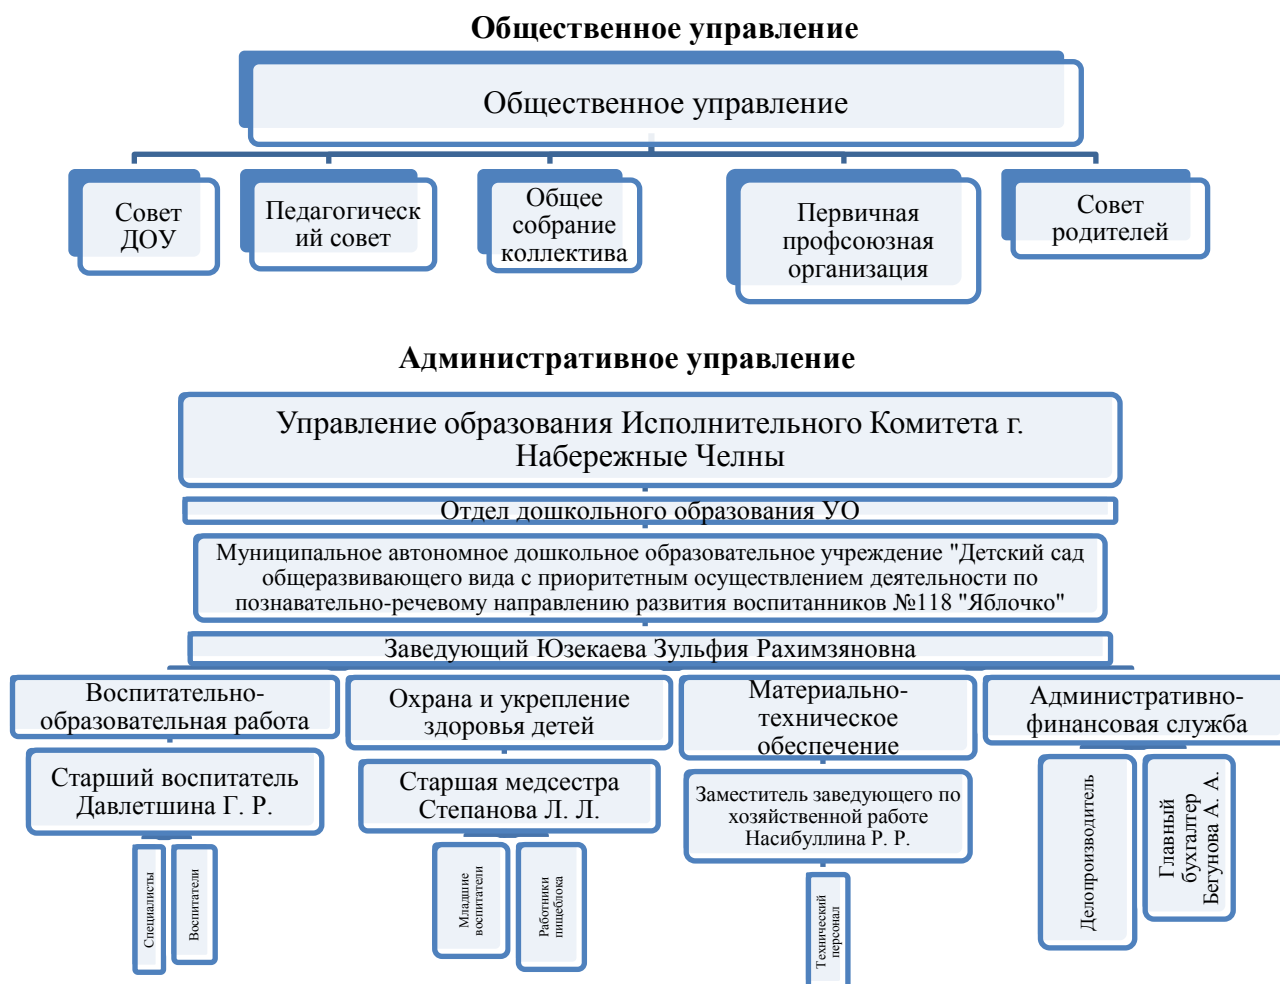 Общественное управление
Общественное управление
Совет
ДОУ
Педагогическ
ий совет
Общее
собрание
коллектива
Первичная
профсоюзная
организация
Совет
родителей
Административное управление
Управление образования Исполнительного Комитета г.
Набережные Челны
Отдел дошкольного образования УО
Муниципальное автономное дошкольное образовательное учреждение "Детский сад
общеразвивающего вида с приоритетным осуществлением деятельности по
познавательно-речевому направлению развития воспитанников №118 "Яблочко"
Заведующий Юзекаева Зульфия Рахимзяновна
Воспитательно-
образовательная работа
Старший воспитатель
Давлетшина Г. Р.
Специалисты
Воспитатели
Охрана и укрепление
здоровья детей
Старшая медсестра
Степанова Л. Л.
Младшие
воспитатели
Работники
пищеблока
Материально-
техническое
обеспечение
Заместитель заведующего по
хозяйственной работе
Насибуллина Р. Р.
Технический
персонал
Административно-
финансовая служба
Делопроизводитель
Главный
бухгалтер
Бегунова А. А.